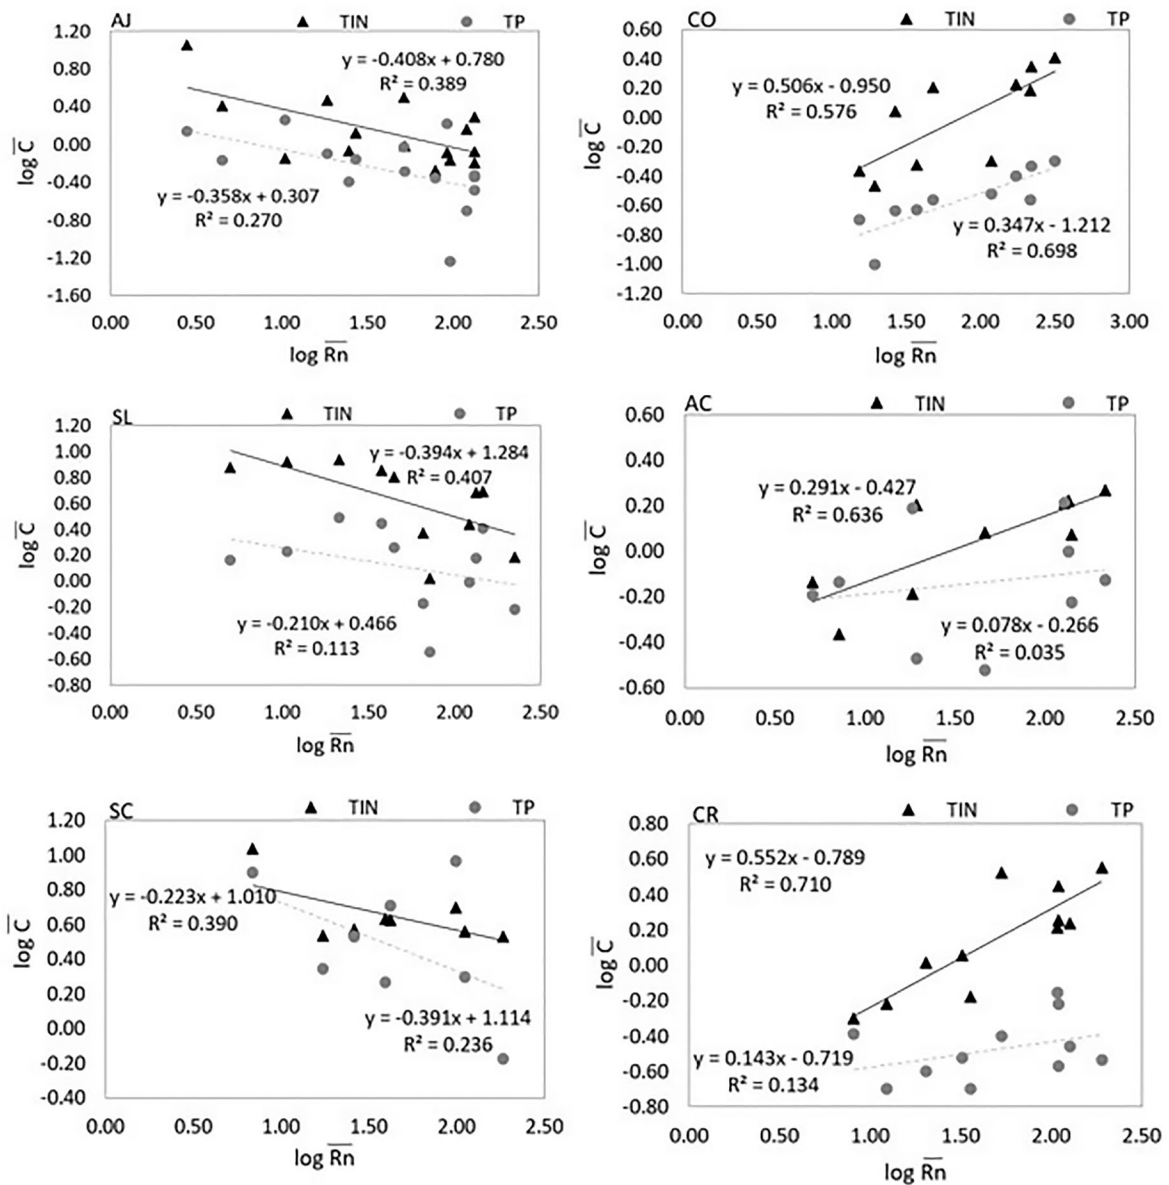 AJ TIN TP
1.20
0.80
0.40
0.00
-0.40
-0.80
-1.20
-1.60
log C
y = -0.408x + 0.780
R² = 0.389
y = -0.358x + 0.307
R² = 0.270
0.00 1.00 1.50 2.00 2.50
log Rn
CO TIN TP
0.60
0.40
0.20
0.00
-0.20
-0.40
-0.60
-0.80
-1.00
-1.20
log C
y = 0.506x - 0.950
R² = 0.576
y = 0.347x - 1.212
R² = 0.698
0.00 1.00 1.50 2.00 2.50 3.00
log Rn
SL TIN TP
1.20
1.00
0.80
0.60
0.40
0.20
0.00
-0.20
-0.40
-0.60
-0.80
log C
y = -0.394x + 1.284
R² = 0.407
y = -0.210x + 0.466
R² = 0.113
0.00 0.50 1.00 1.50 2.00 2.50
log Rn
AC TIN TP
0.60
0.40
0.20
0.00
-0.20
-0.40
-0.60
log C
y = 0.291x - 0.427
R² = 0.636
y = 0.078x - 0.266
R² = 0.035
0.00 0.50 1.00 1.50 2.00 2.50
log Rn
SC TIN TP
1.20
1.00
0.80
0.60
0.40
0.20
0.00
-0.20
-0.40
log C
y = -0.223x + 1.010
R² = 0.390
y = -0.391x + 1.114
R² = 0.236
0.00 1.00 1.50 2.00 2.50
log Rn
CR TIN TP
0.80
0.60
0.40
0.20
0.00
-0.20
-0.40
-0.60
-0.80
log C
y = 0.552x - 0.789
R² = 0.710
y = 0.143x - 0.719
R² = 0.134
0.00 0.50 1.00 1.50 2.00 2.50
log Rn